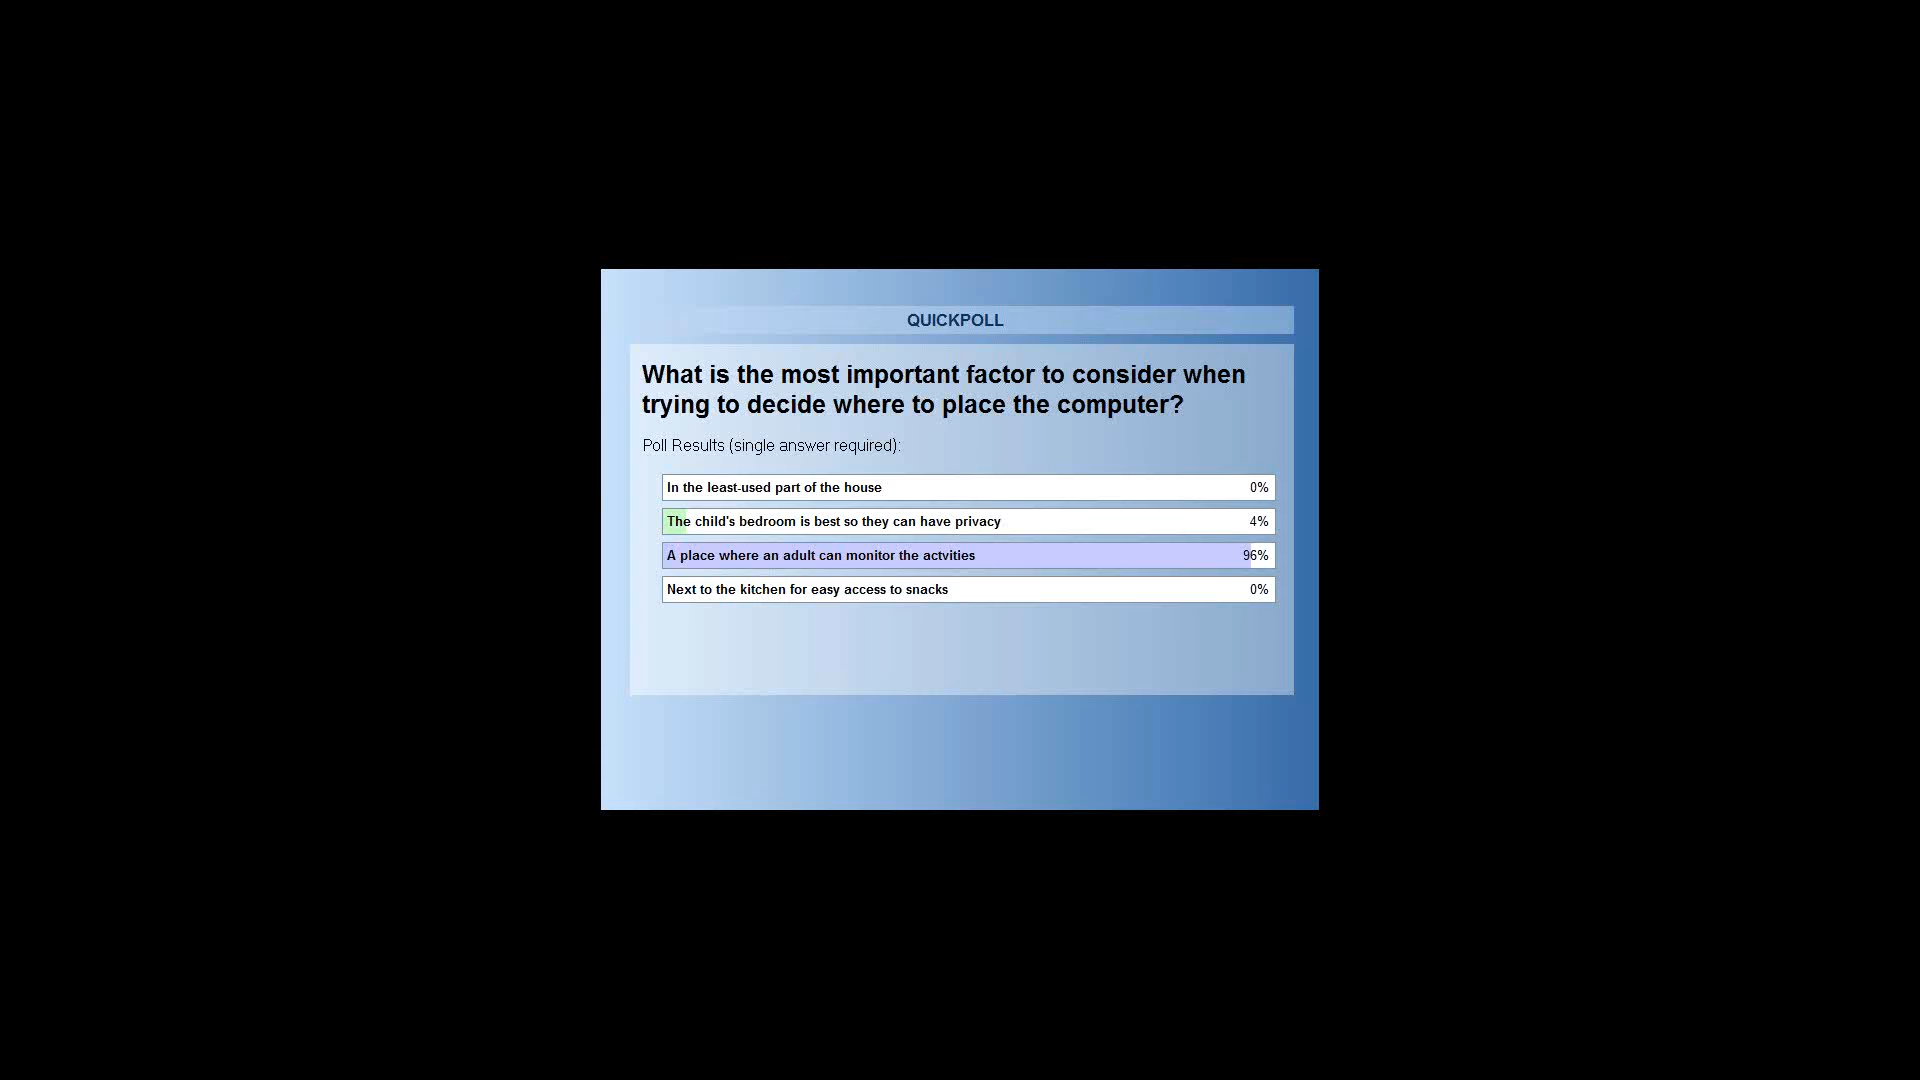 QUICKPOLL
What is the most important factor to consider when
trying to decide where to place the computer?
Poll Results (single answer required):
In the least-used part of the house 0%
The child's bedroom is best so they can have privacy 4%
A place where an adult can monitor the actvities 96%
Next to the kitchen for easy access to snacks 0%